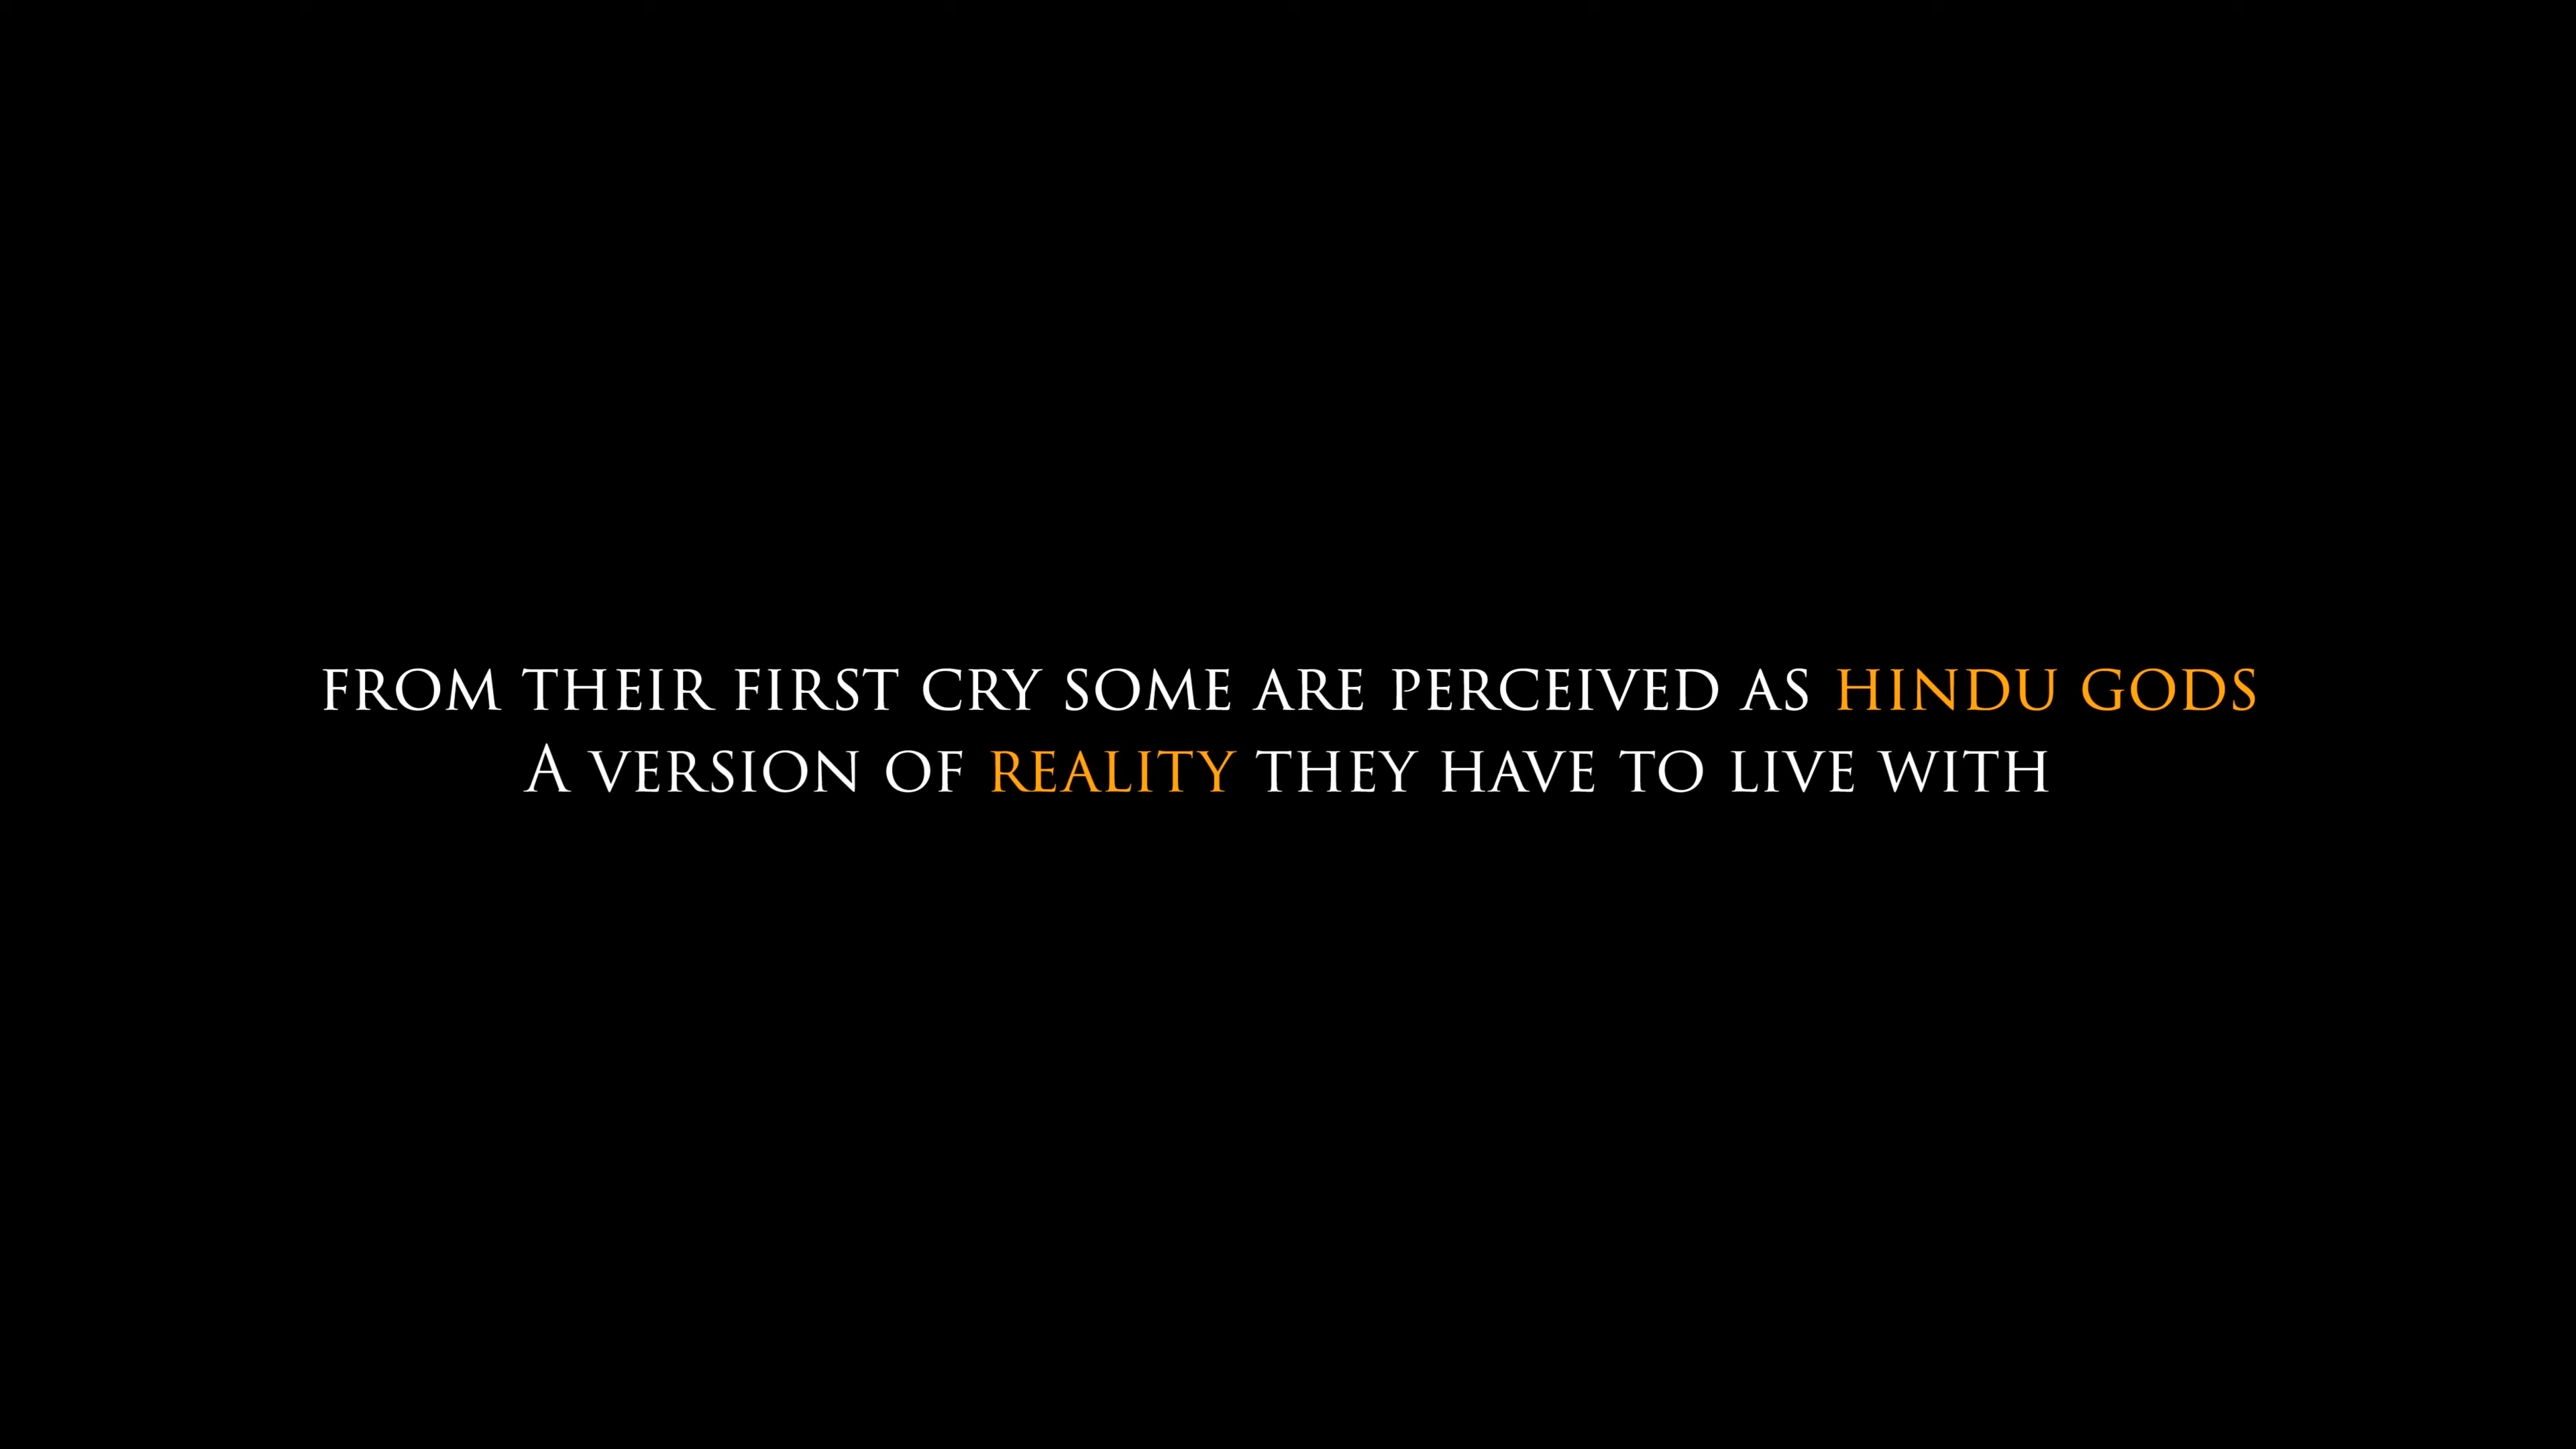 FROM THEIR FIRST CRY SOME ARE PERCEIVED AS HINDU GODS
A VERSION OF REALITY THEY HAVE TO LIVE WITH